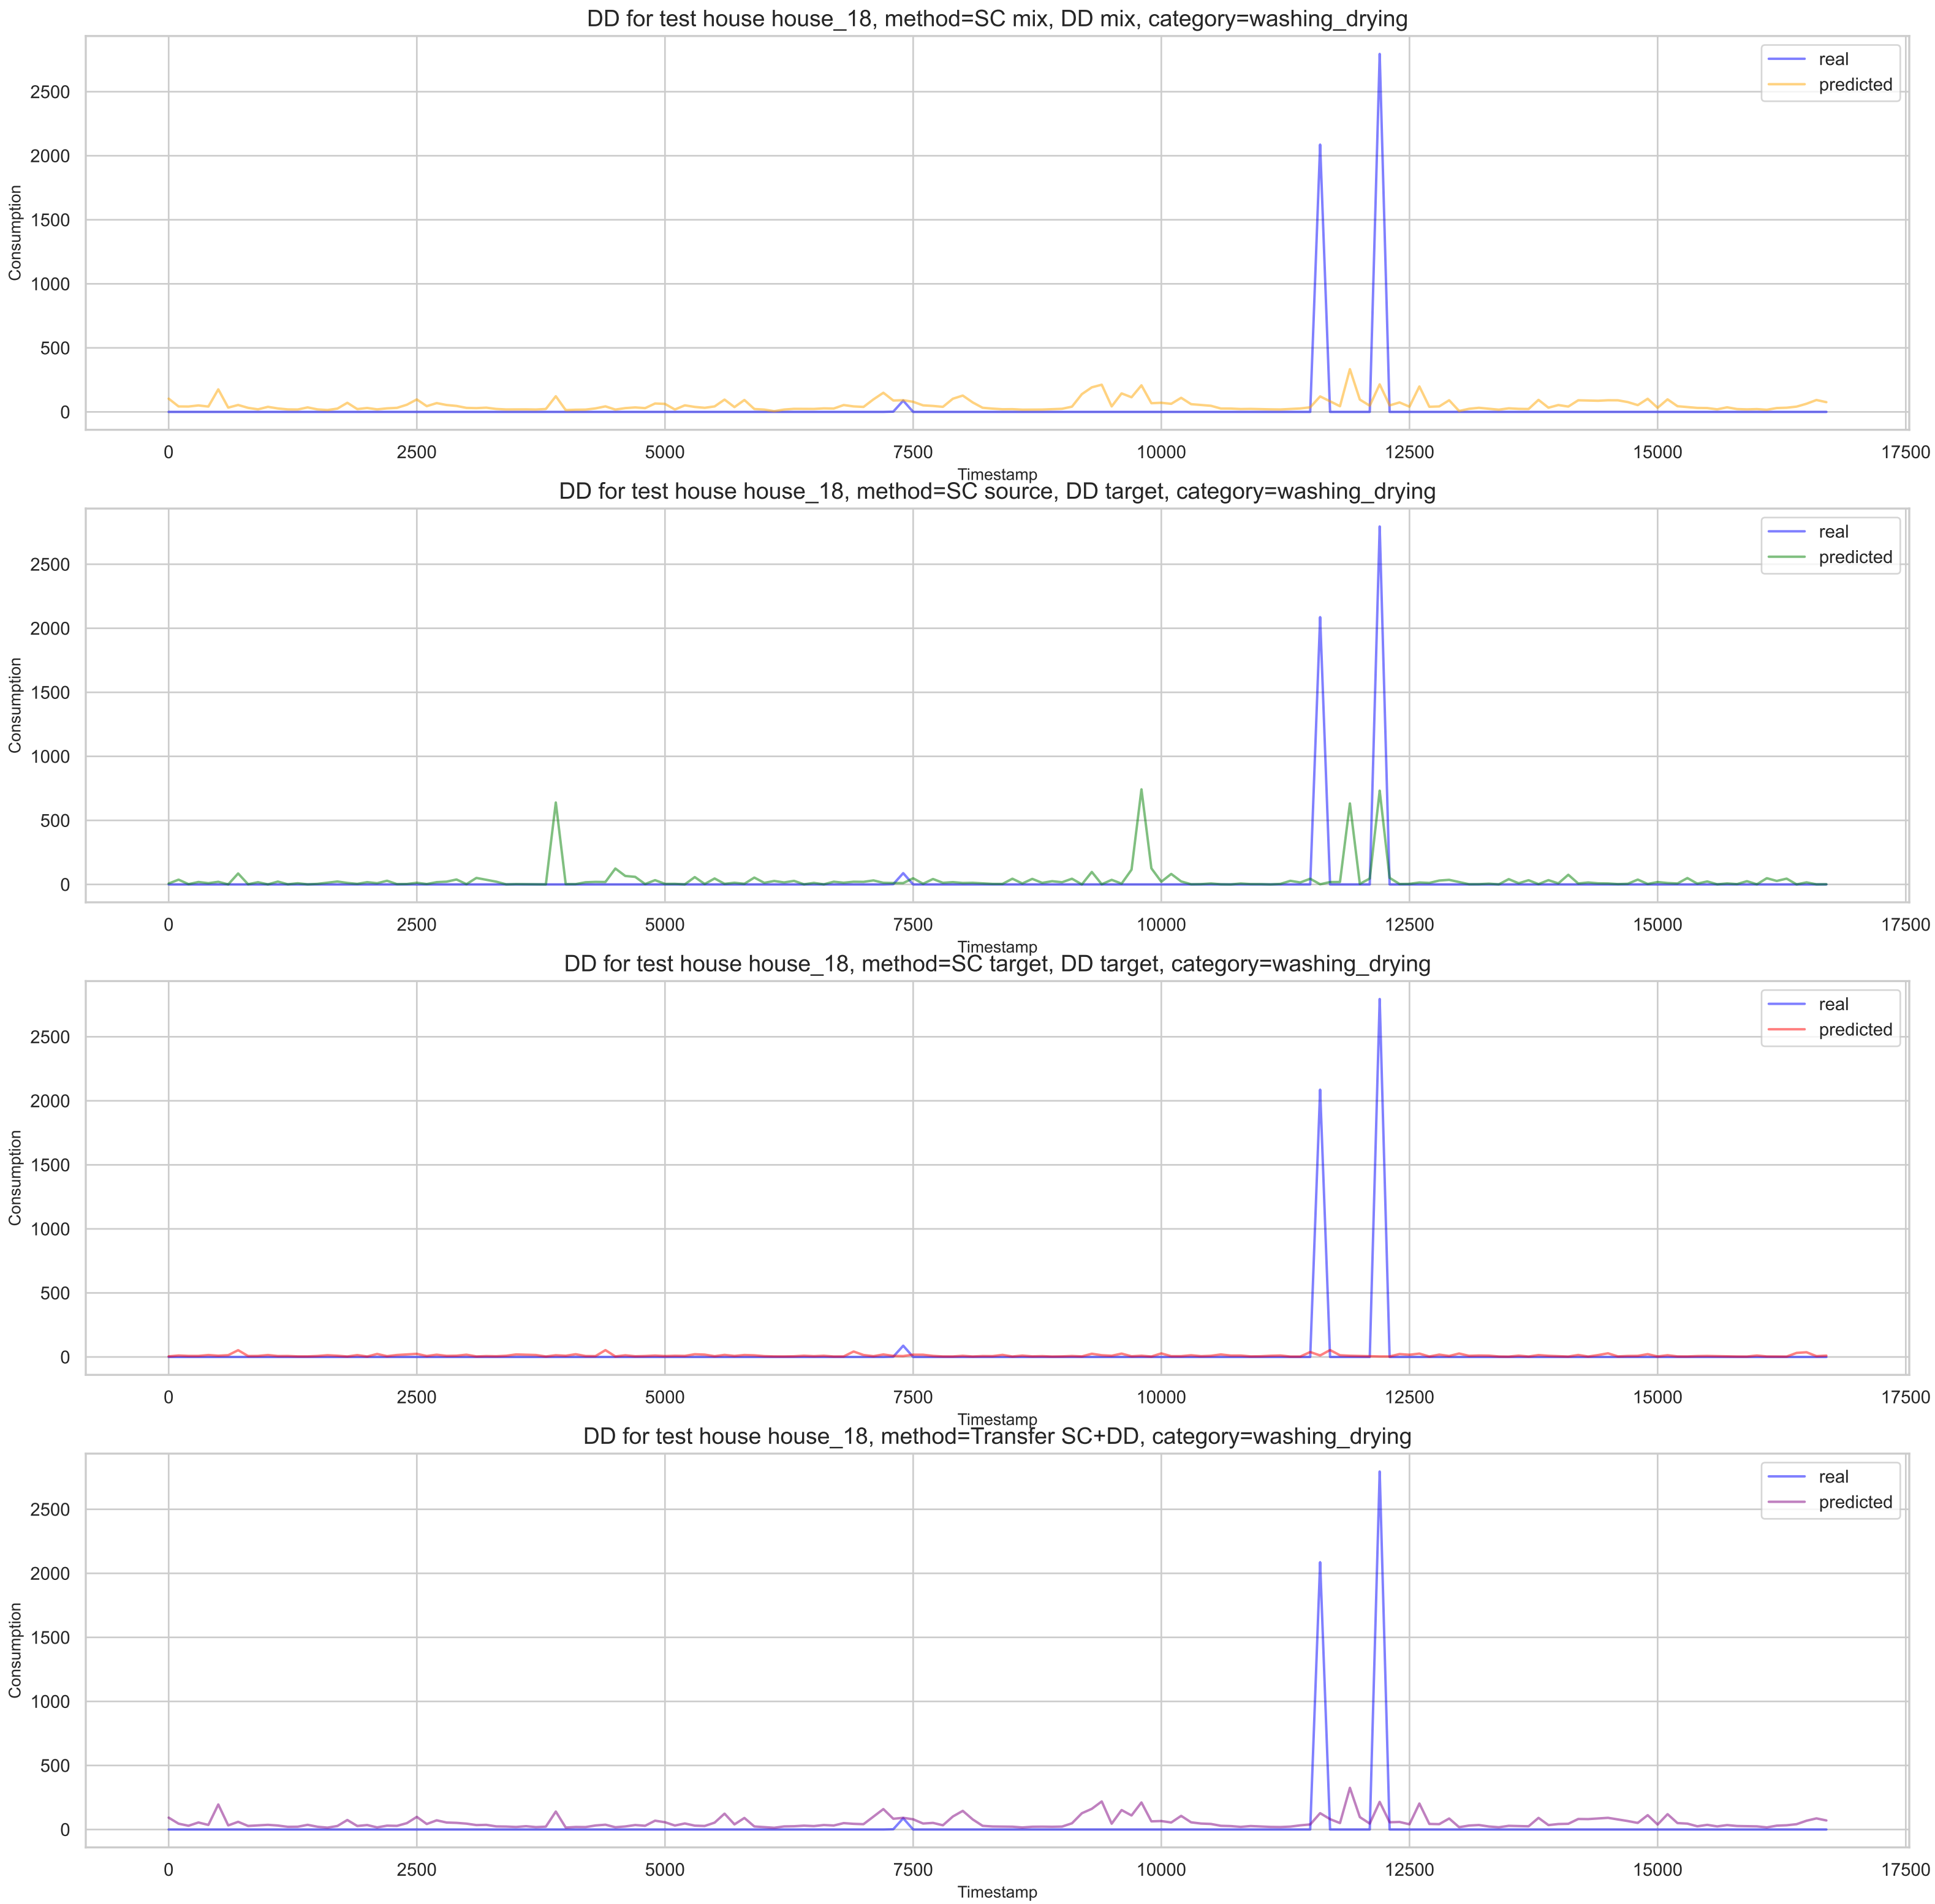 DD for test house house_18, method=SC mix, DD mix, category=washing_drying
real
predicted
2500
2000
1500
1000
500
0
Consumption
0 2500 5000 7500 10000 12500 15000 17500
Timestamp
DD for test house house_18, method=SC source, DD target, category=washing_drying
real
predicted
2500
2000
1500
1000
500
0
Consumption
0 2500 5000 7500 10000 12500 15000 17500
Timestamp
DD for test house house_18, method=SC target, DD target, category=washing_drying
real
predicted
2500
2000
1500
1000
500
0
Consumption
0 2500 5000 7500 10000 12500 15000 17500
Timestamp
DD for test house house_18, method=Transfer SC+DD, category=washing_drying
real
predicted
2500
2000
1500
1000
500
0
Consumption
0 2500 5000 7500 10000 12500 15000 17500
Timestamp